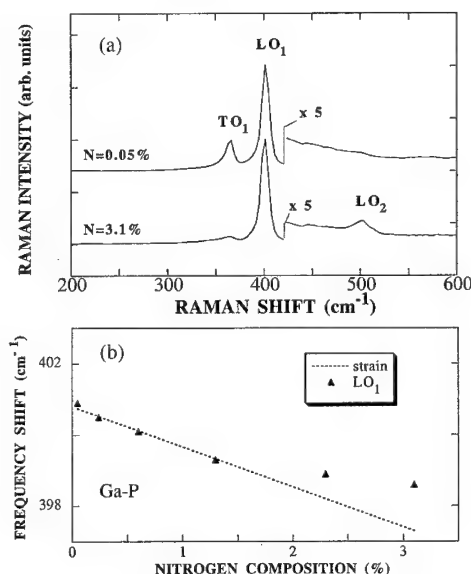 (a)
LO₁
x 5
TO₁
N=0.05%
x 5
LO₂
N=3.1%
RAMAN INTENSITY (arb. units)
200 300 400 500 600
RAMAN SHIFT (cm⁻¹)
(b)
402
398
strain
LO₁
Ga-P
FREQUENCY SHIFT (cm⁻¹)
0 1 2 3
NITROGEN COMPOSITION (%)